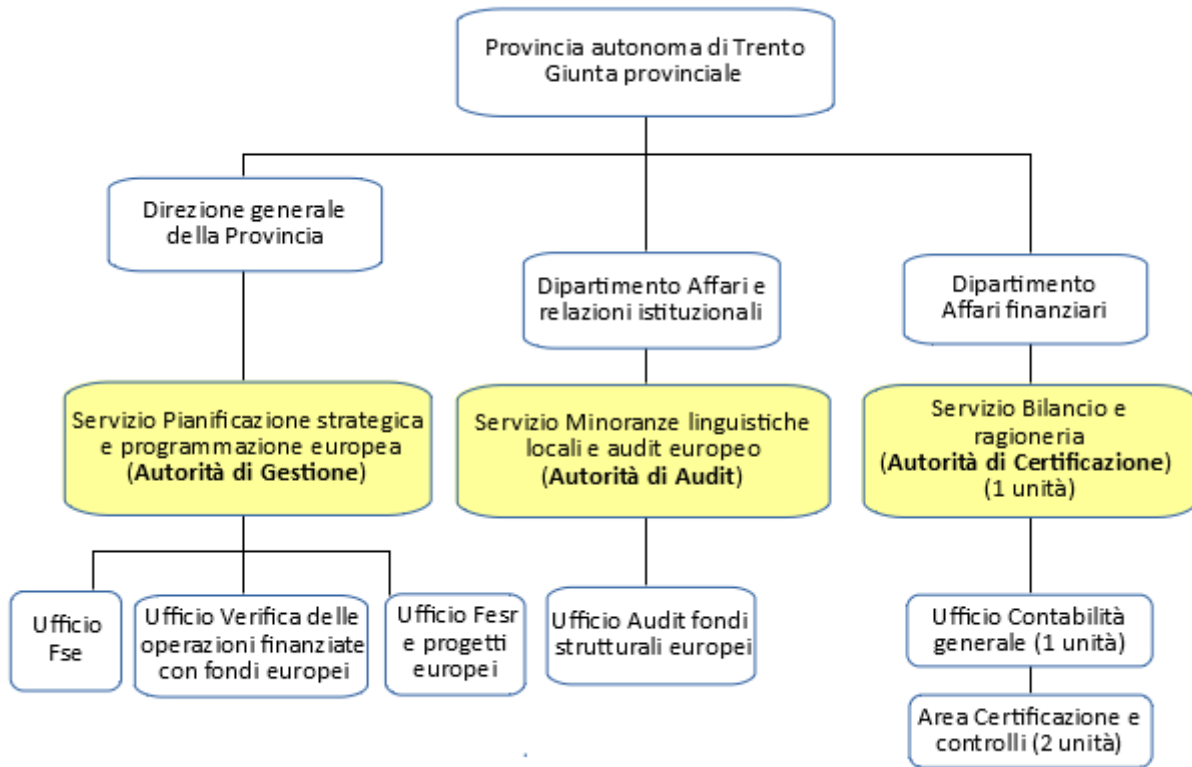 Provincia autonoma di Trento
Giunta provinciale
Direzione generale
della Provincia
Dipartimento Affari e
relazioni istituzionali
Dipartimento
Affari finanziari
Servizio Pianificazione strategica
e programmazione europea
(Autorità di Gestione)
Servizio Minoranze linguistiche
locali e audit europeo
(Autorità di Audit)
Servizio Bilancio e
ragioneria
(Autorità di Certificazione)
(1 unità)
Ufficio
Fse
Ufficio Verifica delle
operazioni finanziate
con fondi europei
Ufficio Fesr
e progetti
europei
Ufficio Audit fondi
strutturali europei
Ufficio Contabilità
generale (1 unità)
Area Certificazione e
controlli (2 unità)